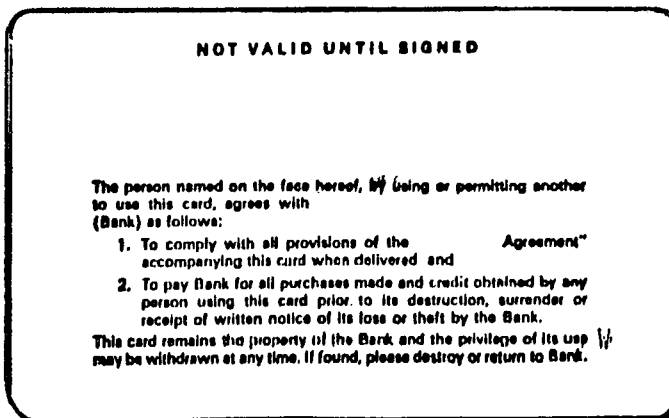 NOT VALID UNTIL SIGNED
The person named on the face hereof, by using or permitting another
to use this card, agrees with
(Bank) as follows:
1. To comply with all provisions of the Agreement"
accompanying this card when delivered and
2. To pay Bank for all purchases made and credit obtained by any
person using this card prior to its destruction, surrender or
receipt of written notice of its loss or theft by the Bank.
This card remains the property of the Bank and the privilege of its use
may be withdrawn at any time. If found, please destroy or return to Bank.